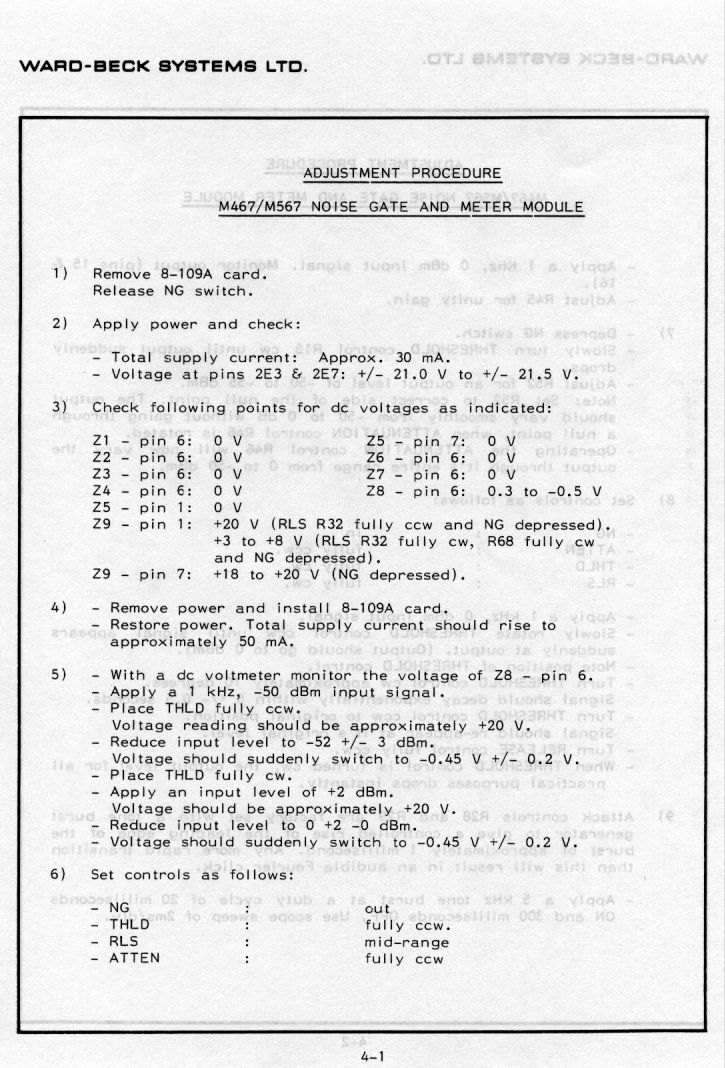 WARD-BECK SYSTEMS LTD.
ADJUSTMENT PROCEDURE
M467/M567 NOISE GATE AND METER MODULE
1) Remove 8-109A card.
Release NG switch.
2) Apply power and check:
- Total supply current: Approx. 30 mA.
- Voltage at pins 2E3 & 2E7: +/- 21.0 V to +/- 21.5 V.
3) Check following points for dc voltages as indicated:
Z1 - pin 6: 0 V Z5 - pin 7: 0 V
Z2 - pin 6: 0 V Z6 - pin 6: 0 V
Z3 - pin 6: 0 V Z7 - pin 6: 0 V
Z4 - pin 6: 0 V Z8 - pin 6: 0.3 to -0.5 V
Z5 - pin 1: 0 V
Z9 - pin 1: +20 V (RLS R32 fully ccw and NG depressed).
+3 to +8 V (RLS R32 fully cw, R68 fully cw
and NG depressed).
Z9 - pin 7: +18 to +20 V (NG depressed).
4) - Remove power and install 8-109A card.
- Restore power. Total supply current should rise to
approximately 50 mA.
5) - With a dc voltmeter monitor the voltage of Z8 - pin 6.
- Apply a 1 kHz, -50 dBm input signal.
- Place THLD fully ccw.
Voltage reading should be approximately +20 V.
- Reduce input level to -52 +/- 3 dBm.
Voltage should suddenly switch to -0.45 V +/- 0.2 V.
- Place THLD fully cw.
- Apply an input level of +2 dBm.
Voltage should be approximately +20 V.
- Reduce input level to 0 +2 -0 dBm.
- Voltage should suddenly switch to -0.45 V +/- 0.2 V.
6) Set controls as follows:
- NG : out
- THLD : fully ccw.
- RLS : mid-range
- ATTEN : fully ccw
4-1